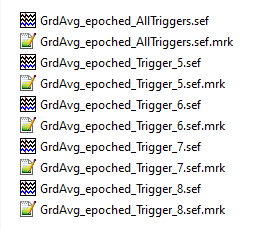 GrdAvg_epoched_AllTriggers.sef
GrdAvg_epoched_AllTriggers.sef.mrk
GrdAvg_epoched_Trigger_5.sef
GrdAvg_epoched_Trigger_5.sef.mrk
GrdAvg_epoched_Trigger_6.sef
GrdAvg_epoched_Trigger_6.sef.mrk
GrdAvg_epoched_Trigger_7.sef
GrdAvg_epoched_Trigger_7.sef.mrk
GrdAvg_epoched_Trigger_8.sef
GrdAvg_epoched_Trigger_8.sef.mrk